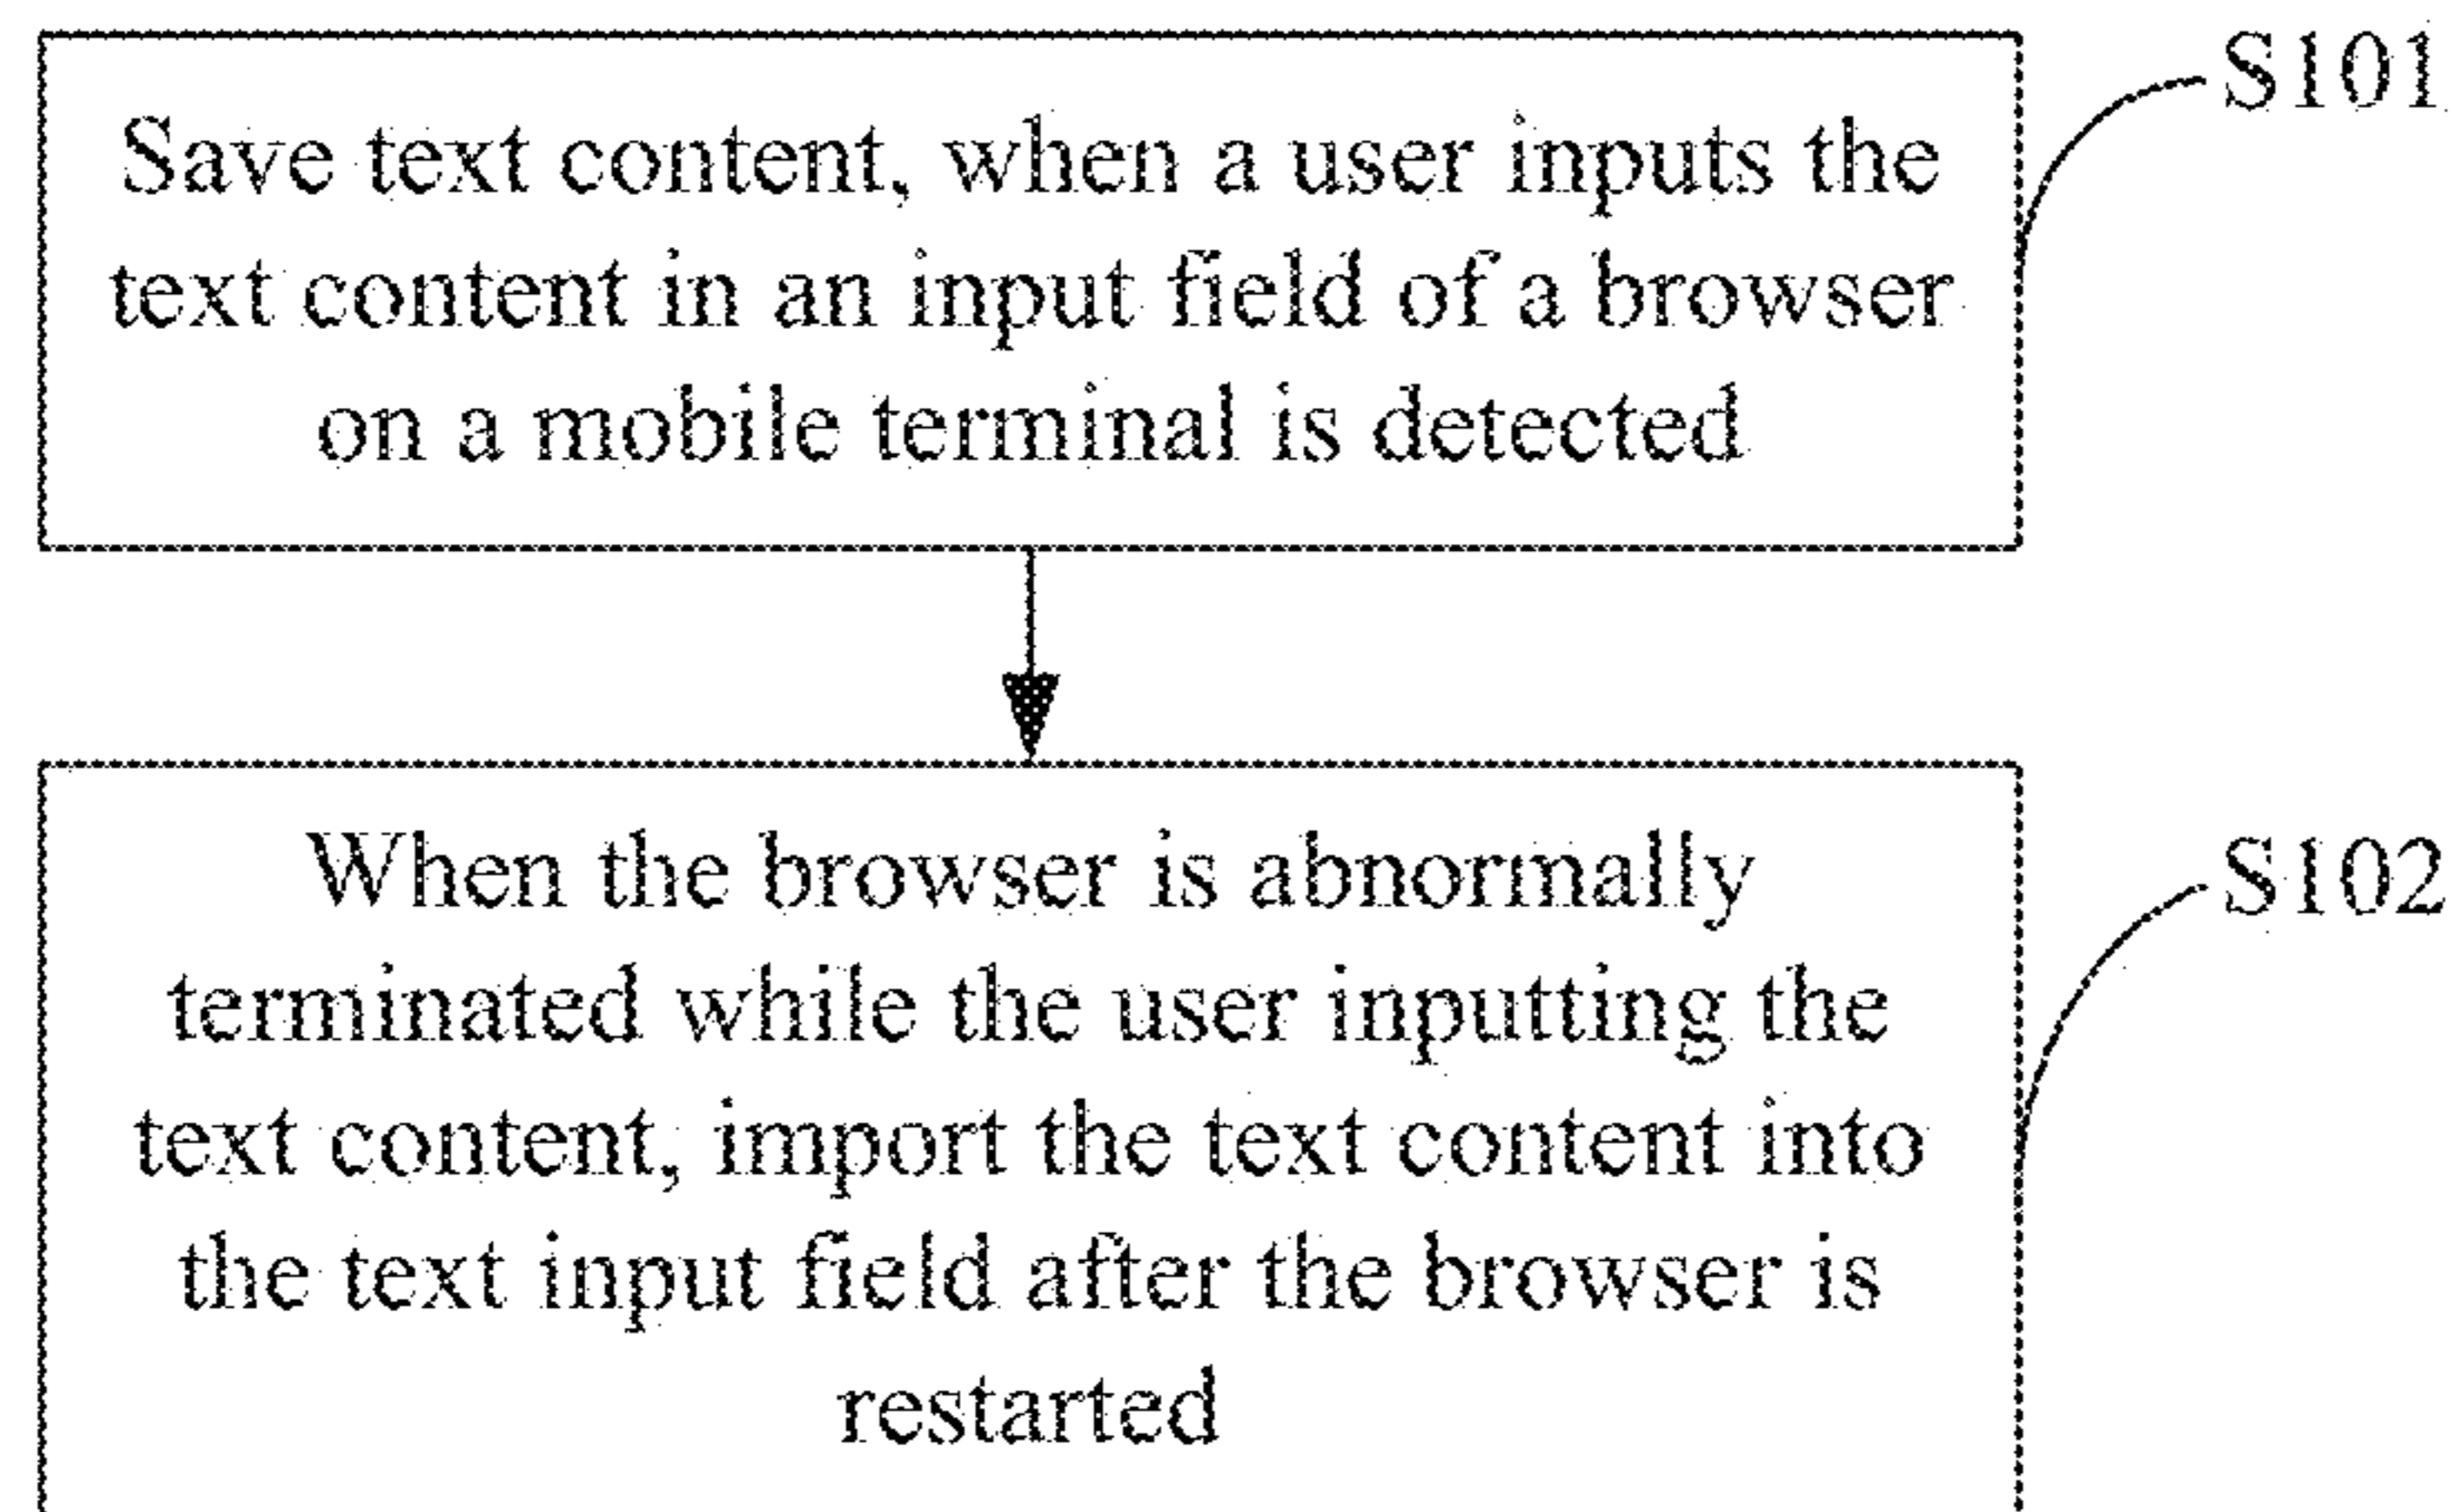 S101
Save text content, when a user inputs the
text content in an input field of a browser
on a mobile terminal is detected
S102
When the browser is abnormally
terminated while the user inputting the
text content, import the text content into
the text input field after the browser is
restarted